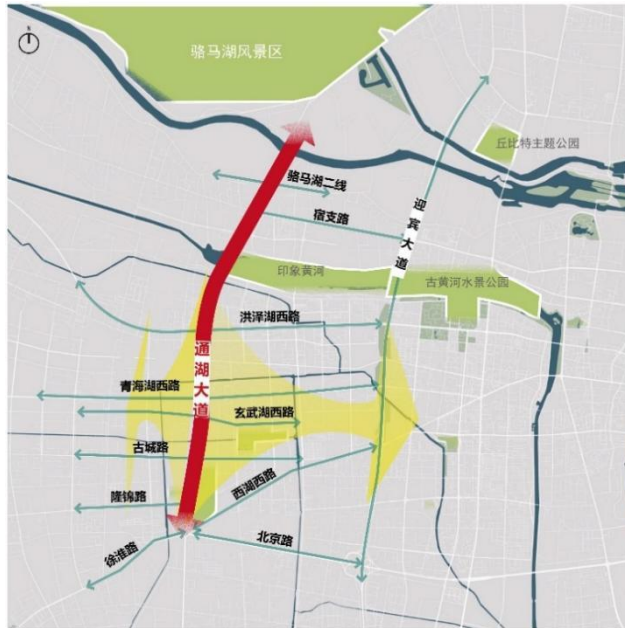 骆马湖风景区
丘比特主题公园
骆马湖二线
宿支路
迎宾大道
印象黄河
古黄河水景公园
洪泽湖西路
通湖大道
青海湖西路
玄武湖西路
古城路
西湖西路
隆锦路
北京路
徐淮路